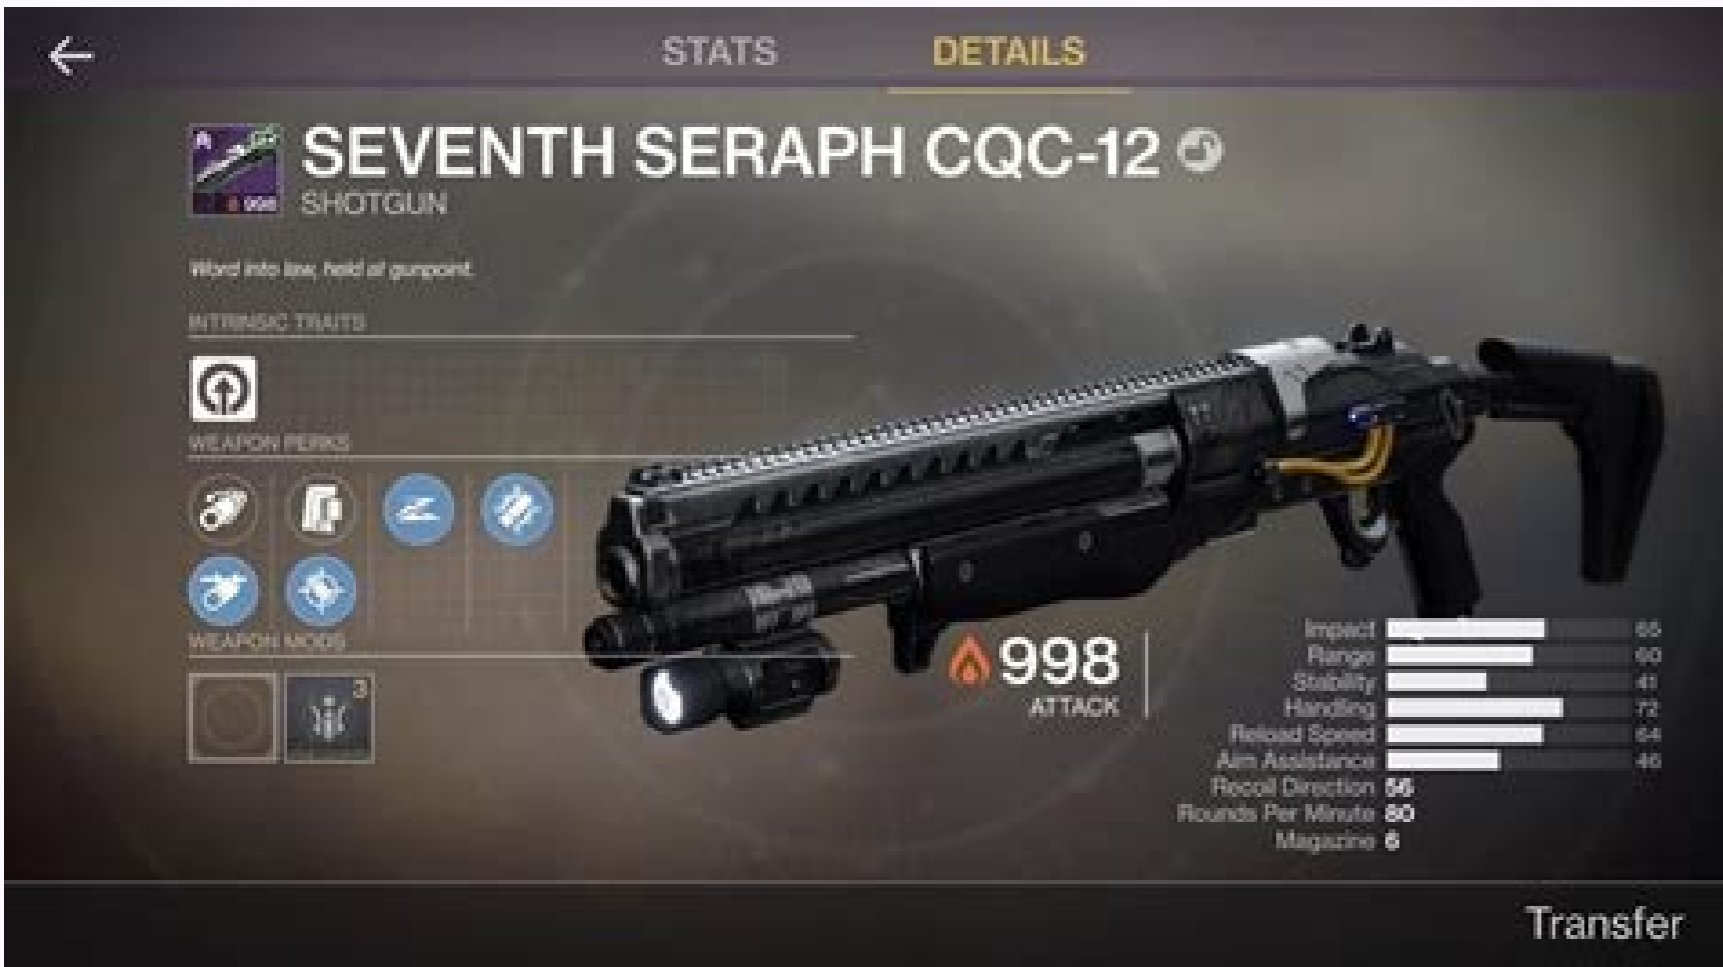 STATS DETAILS
SEVENTH SERAPH CQC-12
998
SHOTGUN
Word into law, held at gunpoint.
INTRINSIC TRAITS
WEAPON PERKS
WEAPON MODS
3
998
ATTACK
Impact 65
Range 60
Stability 41
Handling 72
Reload Speed 64
Aim Assistance 46
Recoil Direction 56
Rounds Per Minute 80
Magazine 6
Transfer